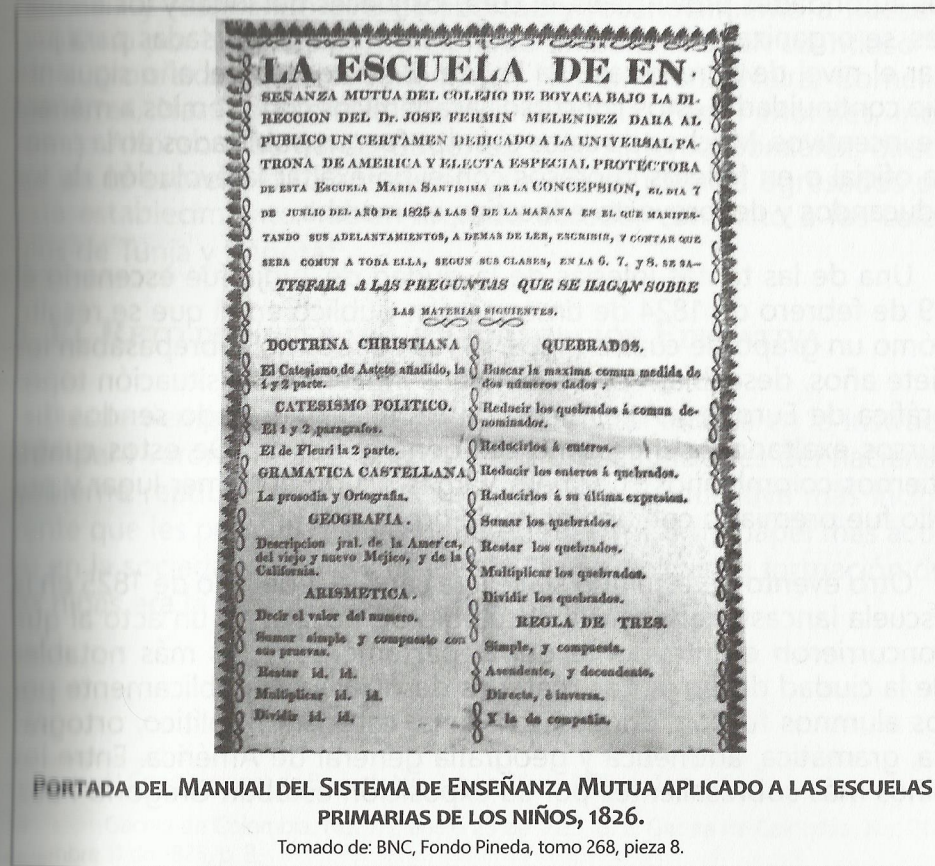 LA ESCUELA DE EN-
SEÑANZA MUTUA DEL COLEGIO DE BOYACA BAJO LA DI-
RECCION DEL Dr. JOSE FERMIN MELENDEZ DARA AL
PUBLICO UN CERTAMEN DEDICADO A LA UNIVERSAL PA-
TRONA DE AMERICA Y ELECTA ESPECIAL PROTECTORA
DE ESTA ESCUELA MARIA SANTISIMA DE LA CONCEPSION, EL DIA 7
DE JUNIO DEL AÑO DE 1825 A LAS 9 DE LA MAÑANA EN EL QUE MANIFES-
TANDO SUS ADELANTAMIENTOS, A DEMAS DE LER, ESCRIBIR, Y CONTAR QUE
SERA COMUN A TODA ELLA, SEGUN SUS CLASES, EN LA 6. 7. y 8. SE SA-
TISFARA A LAS PREGUNTAS QUE SE HAGAN SOBRE
LAS MATERIAS SIGUIENTES.
DOCTRINA CHRISTIANA
El Catesismo de Astete añadido, la
1 y 2 parte.
CATESISMO POLITICO.
El 1 y 2 paragrafos.
El de Fleuri la 2 parte.
GRAMATICA CASTELLANA
La prosodia y Ortografia.
GEOGRAFIA.
Descripcion jral. de la America,
del viejo y nuevo Mejico, y de la
California.
ARISMETICA.
Decir el valor del numero.
Sumar simple y compuesto con
sus pruevas.
Restar id. id.
Multiplicar id. id.
Dividir id. id.
QUEBRADOS.
Buscar la maxima comun medida de
dos números dados.
Reducir los quebrados á comun de-
nominador.
Reducirlos á enteros.
Reducir los enteros á quebrados.
Raducirlos á su última expresion.
Sumar los quebrados.
Restar los quebrados.
Multiplicar los quebrados.
Dividir los quebrados.
REGLA DE TRES.
Simple, y compuesta.
Asendente, y decendente.
Directa, é inversa.
Y la de compañia.
PORTADA DEL MANUAL DEL SISTEMA DE ENSEÑANZA MUTUA APLICADO A LAS ESCUELAS
PRIMARIAS DE LOS NIÑOS, 1826.
Tomado de: BNC, Fondo Pineda, tomo 268, pieza 8.